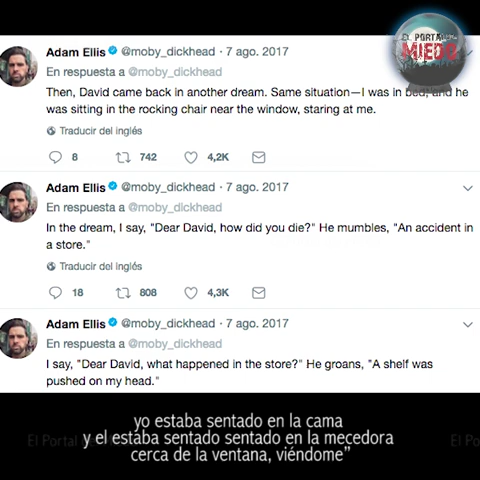 EL PORTAL DEL
MIEDO
Adam Ellis @moby_dickhead · 7 ago. 2017
En respuesta a @moby_dickhead
Then, David came back in another dream. Same situation—I was in bed, and he
was sitting in the rocking chair near the window, staring at me.
Traducir del inglés
8 742 4,2K
Adam Ellis @moby_dickhead · 7 ago. 2017
En respuesta a @moby_dickhead
In the dream, I say, "Dear David, how did you die?" He mumbles, "An accident in
a store."
Traducir del inglés
18 808 4,3K
Adam Ellis @moby_dickhead · 7 ago. 2017
En respuesta a @moby_dickhead
I say, "Dear David, what happened in the store?" He groans, "A shelf was
pushed on my head."
yo estaba sentado en la cama
y el estaba sentado sentado en la mecedora
cerca de la ventana, viéndome”